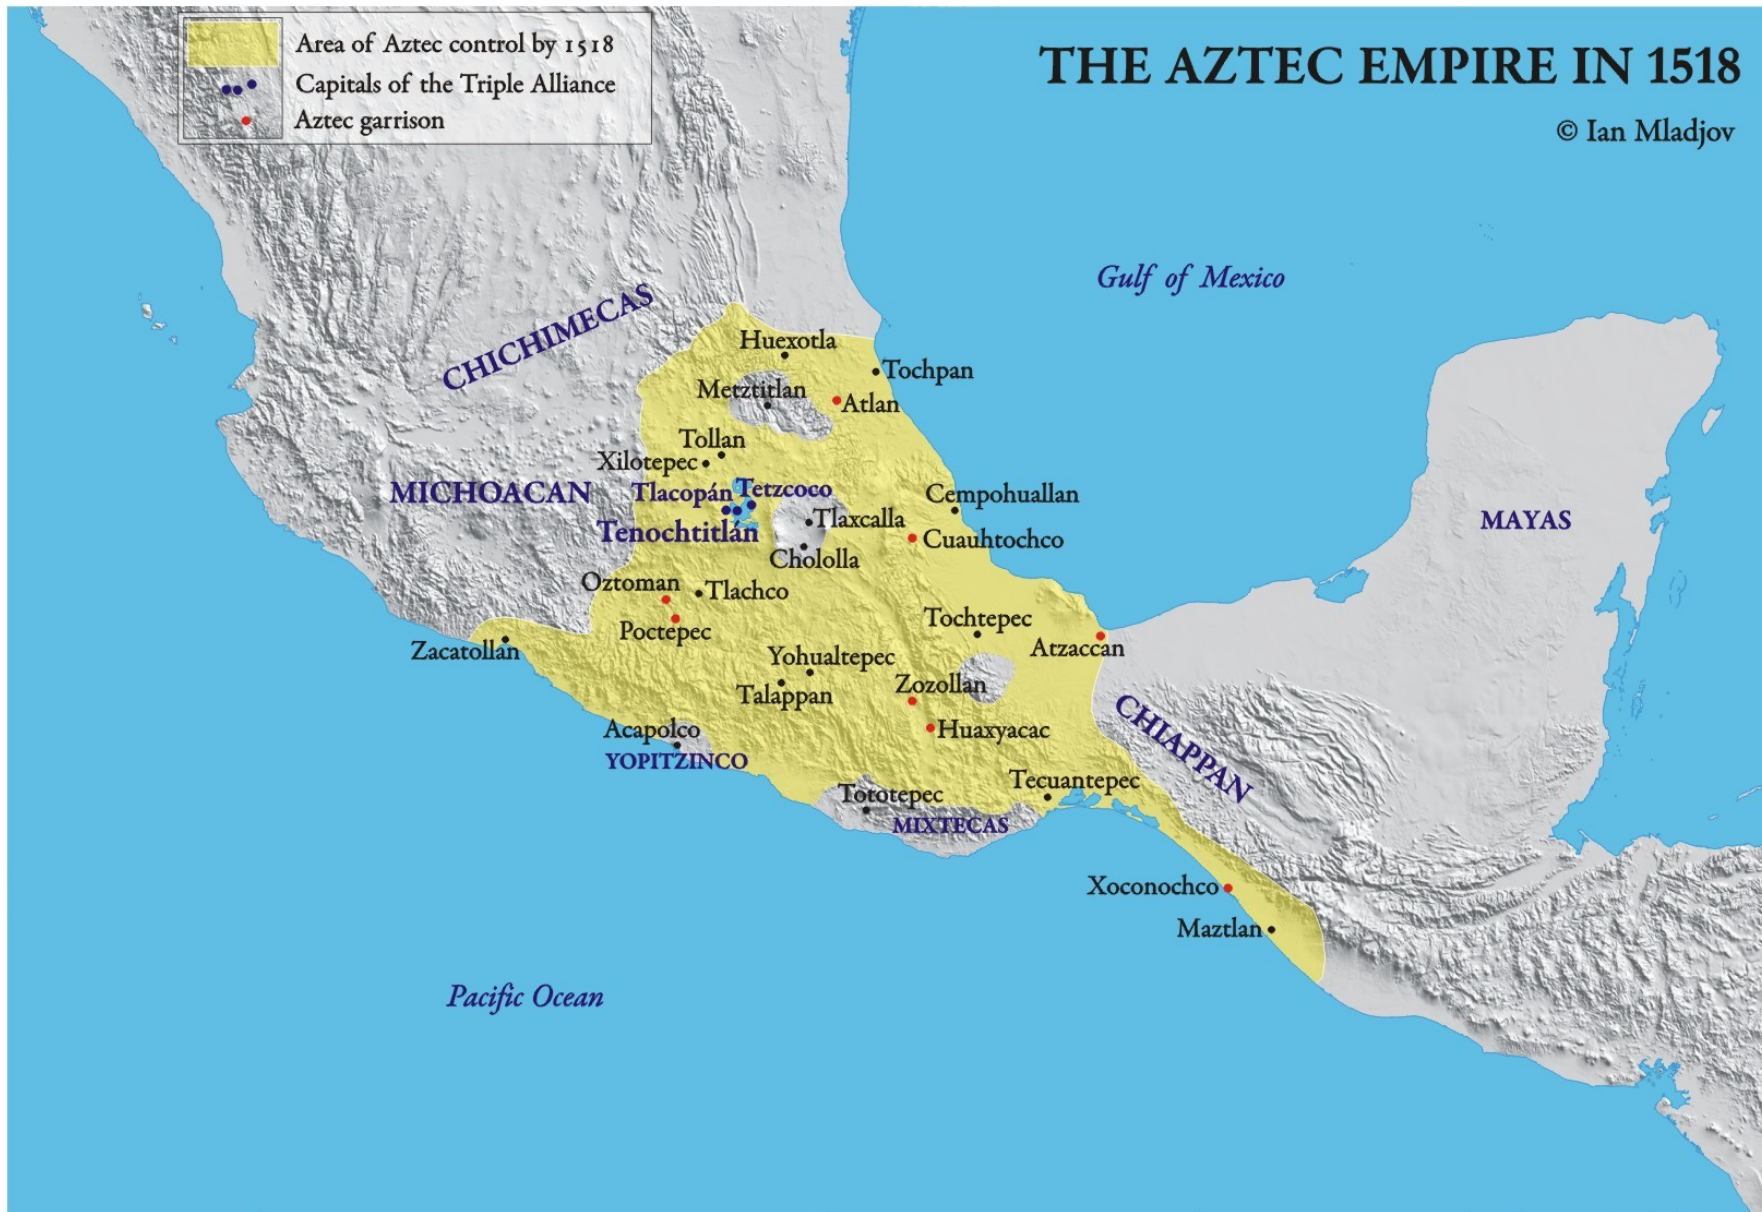 Area of Aztec control by 1518
Capitals of the Triple Alliance
Aztec garrison
THE AZTEC EMPIRE IN 1518
© Ian Mladjov
Gulf of Mexico
CHICHIMECAS
Huexotla
Tochpan
Metztitlan
Atlan
Tollan
Xilotepec
MICHOACAN
Tlacopán
Tetzcoco
Cempohuallan
Tlaxcalla
MAYAS
Tenochtitlán
Cuauhtochco
Chololla
Oztoman
Tlachco
Tochtepec
Poctepec
Zacatollan
Atzaccan
Yohualtepec
Zozollan
Talappan
Acapolco
Huaxyacac
CHIAPPAN
YOPITZINCO
Tecuantepec
Tototepec
MIXTECAS
Xoconochco
Maztlan
Pacific Ocean